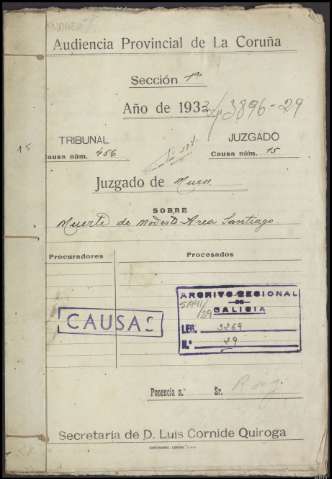 Audiencia Provincial de La Coruña
Sección 1ª
Año de 1933
3896-29
TRIBUNAL JUZGADO
Causa núm. 456 Causa núm. 15
Juzgado de Muros
SOBRE
Muerte de Modesto Area Santiago
Procuradores Procesados
CAUSAS
ARCHIVO REGIONAL
DE
GALICIA
LEG. 3269
N.º 29
Ponencia n.º Sr.
Secretaría de D. Luis Cornide Quiroga